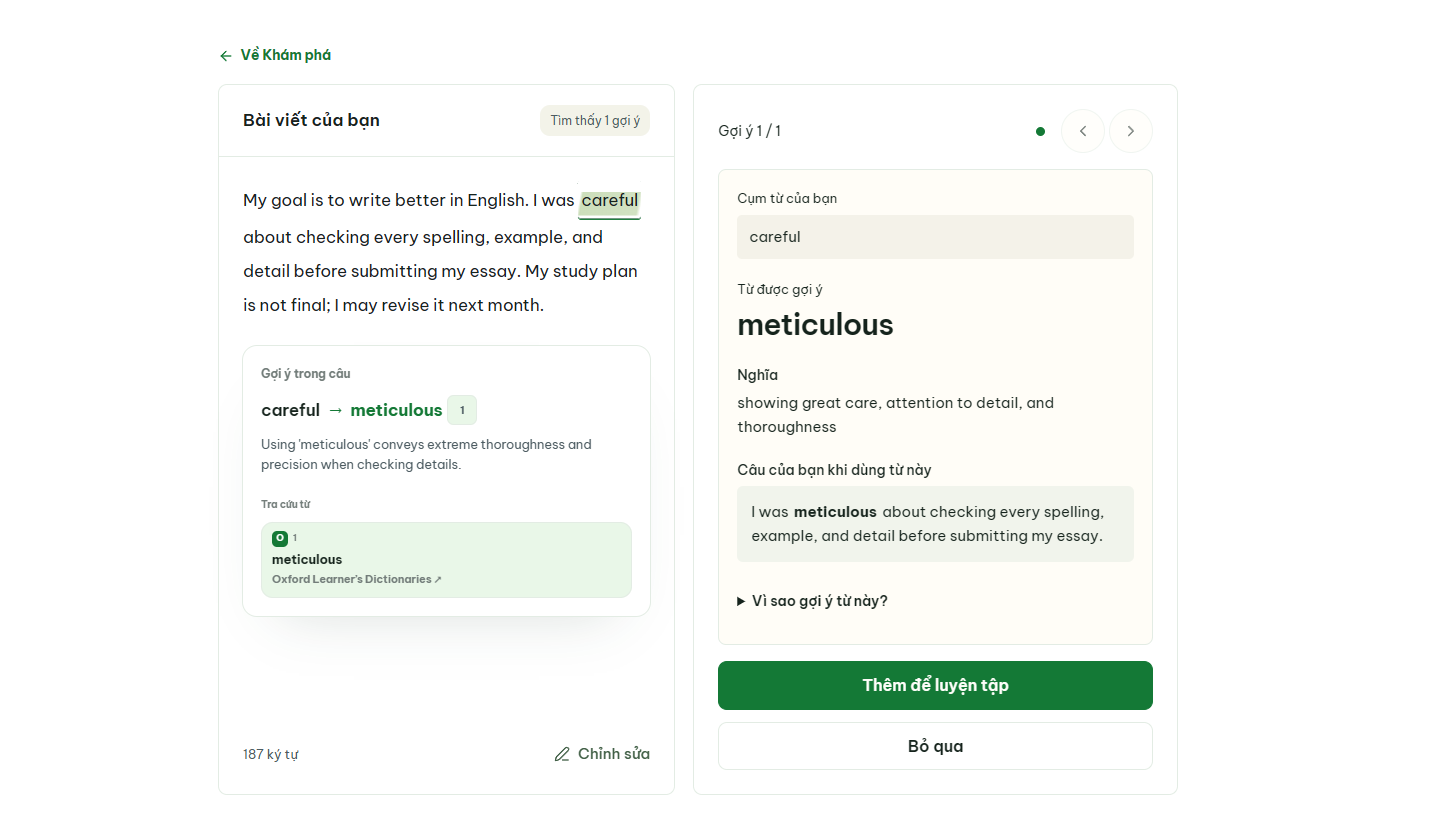 ← Về Khám phá
Bài viết của bạn
Tìm thấy 1 gợi ý
My goal is to write better in English. I was careful
about checking every spelling, example, and
detail before submitting my essay. My study plan
is not final; I may revise it next month.
Gợi ý trong câu
careful → meticulous 1
Using 'meticulous' conveys extreme thoroughness and
precision when checking details.
Tra cứu từ
O 1
meticulous
Oxford Learner's Dictionaries ↗
187 ký tự
Chỉnh sửa
Gợi ý 1 / 1
Cụm từ của bạn
careful
Từ được gợi ý
meticulous
Nghĩa
showing great care, attention to detail, and
thoroughness
Câu của bạn khi dùng từ này
I was meticulous about checking every spelling,
example, and detail before submitting my essay.
▶ Vì sao gợi ý từ này?
Thêm để luyện tập
Bỏ qua